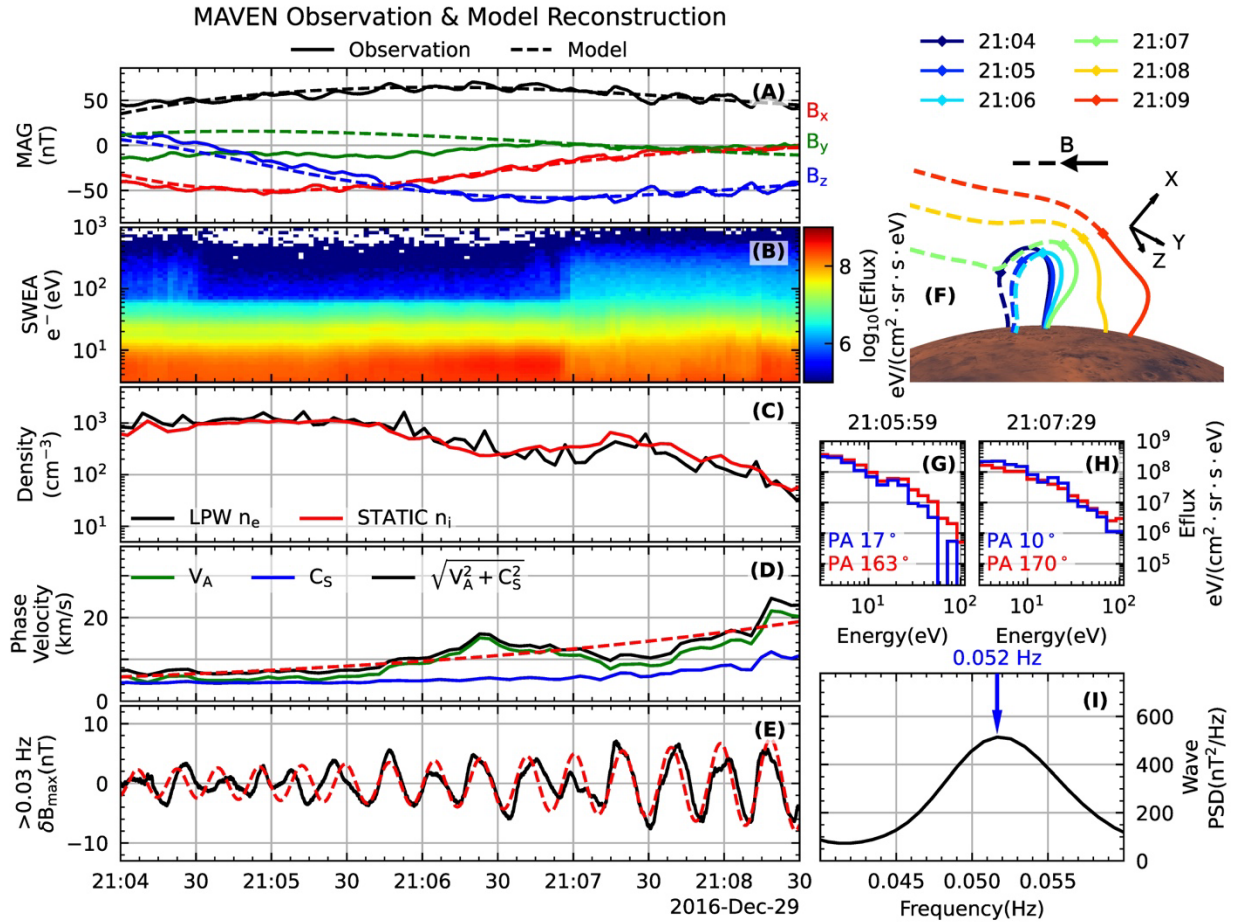 MAVEN Observation & Model Reconstruction
Observation Model
(A)
MAG
(nT)
50
0
−50
Bx
By
Bz
(B)
SWEA
e⁻ (eV)
10³
10²
10¹
8
6
log₁₀(Eflux)
eV/(cm² · sr · s · eV)
(C)
Density
(cm⁻³)
10³
10²
10¹
LPW nₑ STATIC nᵢ
(D)
V_A C_S √V_A² + C_S²
Phase
Velocity
(km/s)
20
0
(E)
>0.03 Hz
δBmax(nT)
10
0
−10
21:04 30 21:05 30 21:06 30 21:07 30 21:08 30
2016-Dec-29
21:04 21:07
21:05 21:08
21:06 21:09
B
X
Y
Z
(F)
21:05:59 21:07:29
(G) (H)
PA 17° PA 10°
PA 163° PA 170°
10⁹
10⁸
10⁷
10⁶
10⁵
Eflux
eV/(cm² · sr · s · eV)
10¹ 10² 10¹ 10²
Energy(eV) Energy(eV)
0.052 Hz
(I)
600
400
200
0
Wave
PSD(nT²/Hz)
0.045 0.050 0.055
Frequency(Hz)